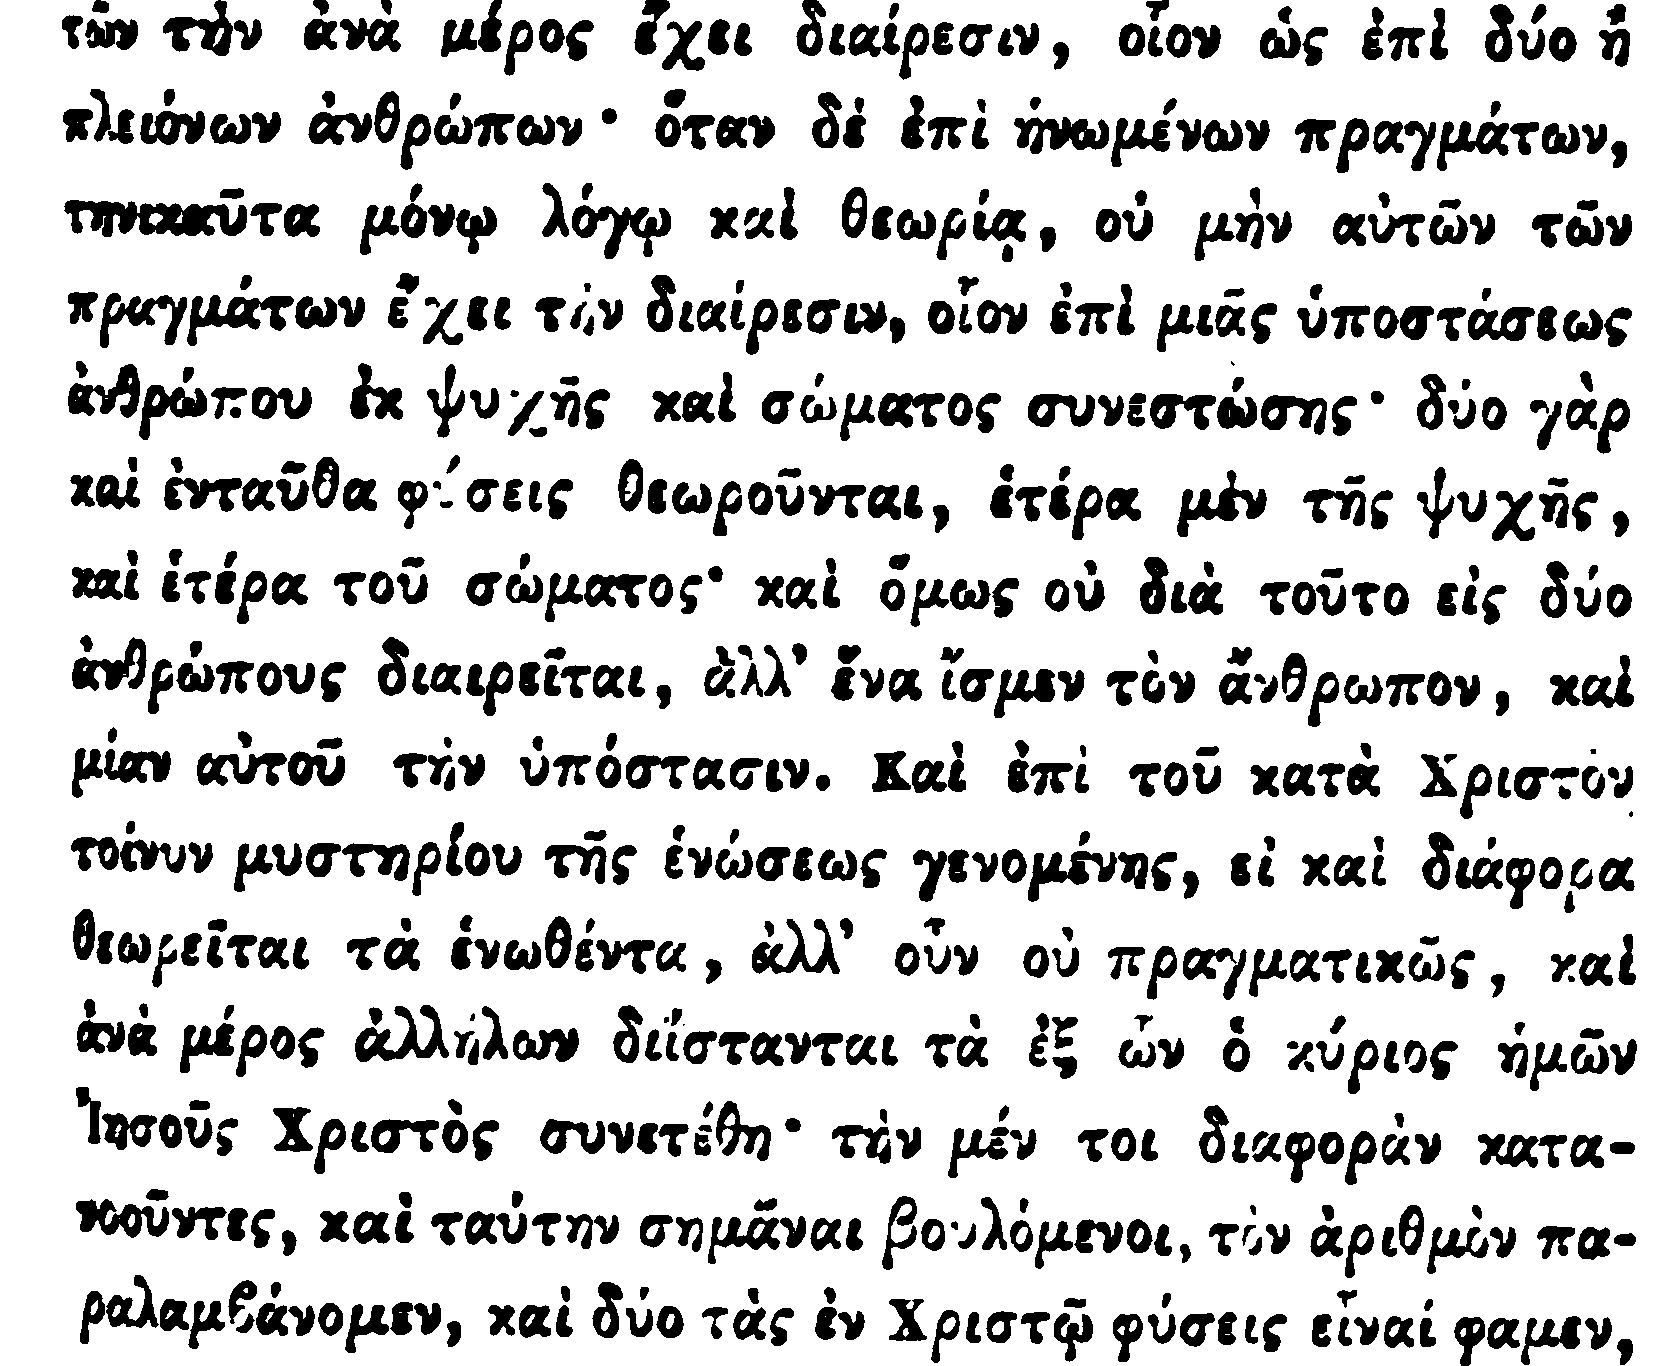 τῶν τὴν ἀνὰ μέρος ἔχει διαίρεσιν, οἷον ὡς ἐπὶ δύο ἢ
πλειόνων ἀνθρώπων· ὅταν δὲ ἐπὶ ἡνωμένων πραγμάτων,
τηνικαῦτα μόνῳ λόγῳ καὶ θεωρίᾳ, οὐ μὴν αὐτῶν τῶν
πραγμάτων ἔχει τὴν διαίρεσιν, οἷον ἐπὶ μιᾶς ὑποστάσεως
ἀνθρώπου ἐκ ψυχῆς καὶ σώματος συνεστώσης· δύο γὰρ
καὶ ἐνταῦθα φύσεις θεωροῦνται, ἑτέρα μὲν τῆς ψυχῆς,
καὶ ἑτέρα τοῦ σώματος· καὶ ὅμως οὐ διὰ τοῦτο εἰς δύο
ἀνθρώπους διαιρεῖται, ἀλλ’ ἕνα ἴσμεν τὸν ἄνθρωπον, καὶ
μίαν αὐτοῦ τὴν ὑπόστασιν. Καὶ ἐπὶ τοῦ κατὰ Χριστὸν
τοίνυν μυστηρίου τῆς ἑνώσεως γενομένης, εἰ καὶ διάφορα
θεωρεῖται τὰ ἑνωθέντα, ἀλλ’ οὖν οὐ πραγματικῶς, καὶ
ἀνὰ μέρος ἀλλήλων διΐστανται τὰ ἐξ ὧν ὁ κύριος ἡμῶν
Ἰησοῦς Χριστὸς συνετέθη· τὴν μέν τοι διαφορὰν κατα-
νοοῦντες, καὶ ταύτην σημᾶναι βουλόμενοι, τὸν ἀριθμὸν πα-
ραλαμβάνομεν, καὶ δύο τὰς ἐν Χριστῷ φύσεις εἶναί φαμεν,